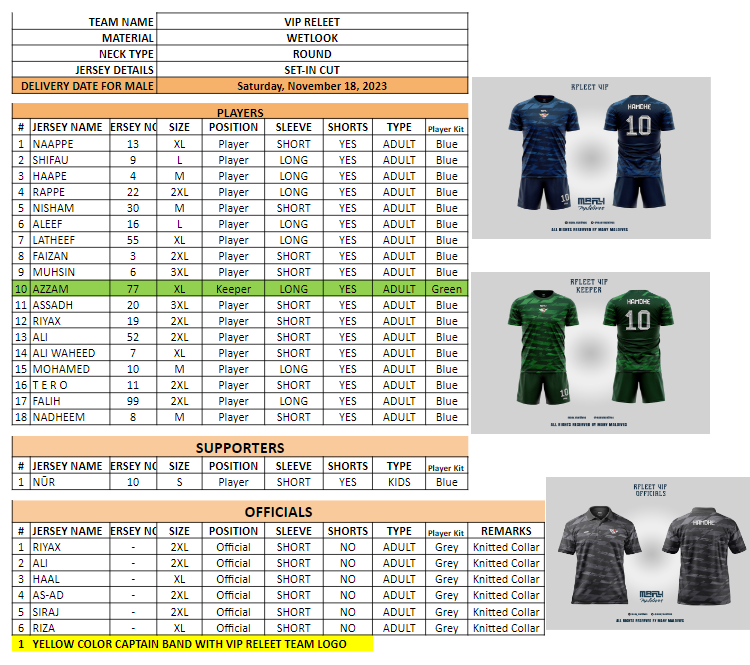 TEAM NAME VIP RELEET
MATERIAL WETLOOK
NECK TYPE ROUND
JERSEY DETAILS SET-IN CUT
DELIVERY DATE FOR MALE Saturday, November 18, 2023
PLAYERS
# JERSEY NAME ERSEY NO SIZE POSITION SLEEVE SHORTS TYPE Player Kit
1 NAAPPE 13 XL Player SHORT YES ADULT Blue
2 SHIFAU 9 L Player LONG YES ADULT Blue
3 HAAPE 4 M Player LONG YES ADULT Blue
4 RAPPE 22 2XL Player LONG YES ADULT Blue
5 NISHAM 30 M Player SHORT YES ADULT Blue
6 ALEEF 16 L Player LONG YES ADULT Blue
7 LATHEEF 55 XL Player LONG YES ADULT Blue
8 FAIZAN 3 2XL Player SHORT YES ADULT Blue
9 MUHSIN 6 3XL Player SHORT YES ADULT Blue
10 AZZAM 77 XL Keeper LONG YES ADULT Green
11 ASSADH 20 3XL Player SHORT YES ADULT Blue
12 RIYAX 19 2XL Player SHORT YES ADULT Blue
13 ALI 52 2XL Player SHORT YES ADULT Blue
14 ALI WAHEED 7 XL Player SHORT YES ADULT Blue
15 MOHAMED 10 M Player LONG YES ADULT Blue
16 T E R O 11 2XL Player SHORT YES ADULT Blue
17 FALIH 99 2XL Player LONG YES ADULT Blue
18 NADHEEM 8 M Player SHORT YES ADULT Blue
SUPPORTERS
# JERSEY NAME ERSEY NO SIZE POSITION SLEEVE SHORTS TYPE Player Kit
1 NŪR 10 S Player SHORT YES KIDS Blue
OFFICIALS
# JERSEY NAME ERSEY NO SIZE POSITION SLEEVE SHORTS TYPE Player Kit REMARKS
1 RIYAX - 2XL Official SHORT NO ADULT Grey Knitted Collar
2 ALI - 2XL Official SHORT NO ADULT Grey Knitted Collar
3 HAAL - XL Official SHORT NO ADULT Grey Knitted Collar
4 AS-AD - 2XL Official SHORT NO ADULT Grey Knitted Collar
5 SIRAJ - 2XL Official SHORT NO ADULT Grey Knitted Collar
6 RIZA - XL Official SHORT NO ADULT Grey Knitted Collar
1 YELLOW COLOR CAPTAIN BAND WITH VIP RELEET TEAM LOGO
RFLEET VIP
HAMDHE
10
10
MANY
Maldives
ALL RIGHTS RESERVED BY MANY MALDIVES
RFLEET VIP
KEEPER
HAMDHE
10
10
ALL RIGHTS RESERVED BY MANY MALDIVES
RFLEET VIP
OFFICIALS
HAMDHE
MANY
Maldives
ALL RIGHTS RESERVED BY MANY MALDIVES